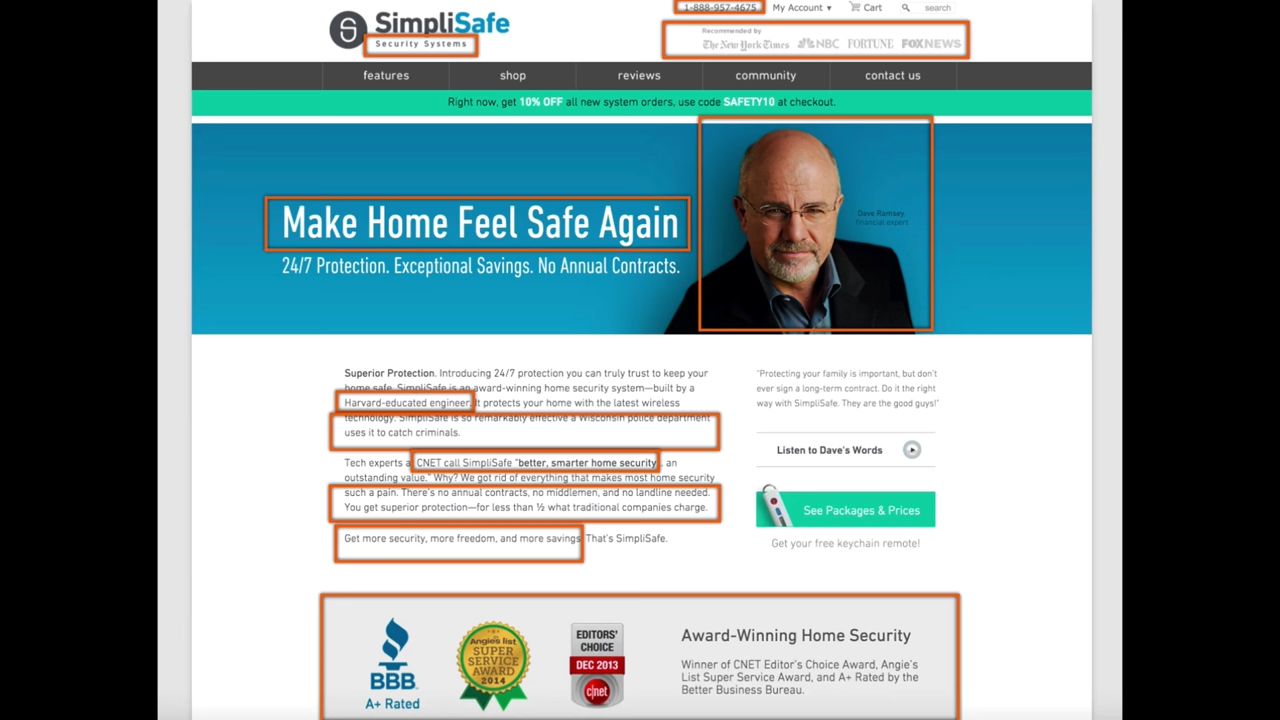 SimpliSafe
Security Systems
1-888-957-4675
My Account ▾
Cart
search
Recommended by
The New York Times NBC FORTUNE FOX NEWS
features shop reviews community contact us
Right now, get 10% OFF all new system orders, use code SAFETY10 at checkout.
Make Home Feel Safe Again
24/7 Protection. Exceptional Savings. No Annual Contracts.
Dave Ramsey,
financial expert
Superior Protection. Introducing 24/7 protection you can truly trust to keep your
home safe. SimpliSafe is an award-winning home security system—built by a
Harvard-educated engineer. It protects your home with the latest wireless
technology. SimpliSafe is so remarkably effective a Wisconsin police department
uses it to catch criminals.
Tech experts a CNET call SimpliSafe "better, smarter home security, an
outstanding value." Why? We got rid of everything that makes most home security
such a pain. There's no annual contracts, no middlemen, and no landline needed.
You get superior protection—for less than ½ what traditional companies charge.
Get more security, more freedom, and more savings. That's SimpliSafe.
"Protecting your family is important, but don't
ever sign a long-term contract. Do it the right
way with SimpliSafe. They are the good guys!"
Listen to Dave's Words
See Packages & Prices
Get your free keychain remote!
BBB
A+ Rated
Angie's list
SUPER
SERVICE
AWARD
2014
EDITORS'
CHOICE
DEC 2013
c|net
Award-Winning Home Security
Winner of CNET Editor's Choice Award, Angie's
List Super Service Award, and A+ Rated by the
Better Business Bureau.